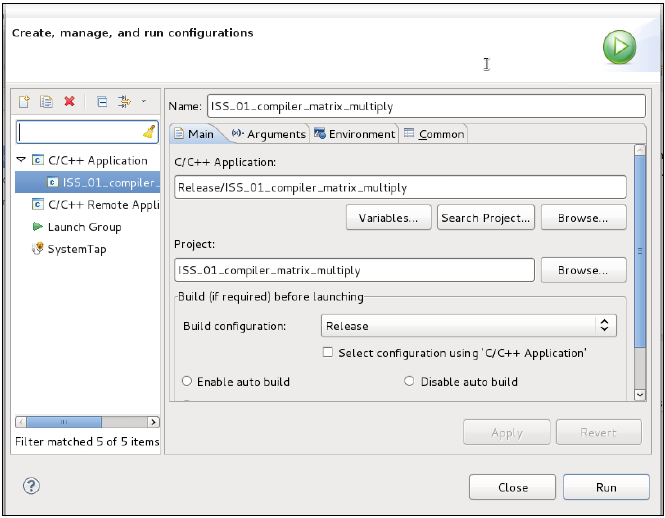 Create, manage, and run configurations
Name: ISS_01_compiler_matrix_multiply
Main
Arguments
Environment
Common
C/C++ Application
ISS_01_compiler_
C/C++ Remote Appli
Launch Group
SystemTap
Filter matched 5 of 5 items
C/C++ Application:
Release/ISS_01_compiler_matrix_multiply
Variables...
Search Project...
Browse...
Project:
ISS_01_compiler_matrix_multiply
Browse...
Build (if required) before launching
Build configuration:
Release
Select configuration using 'C/C++ Application'
Enable auto build
Disable auto build
Apply
Revert
?
Close
Run